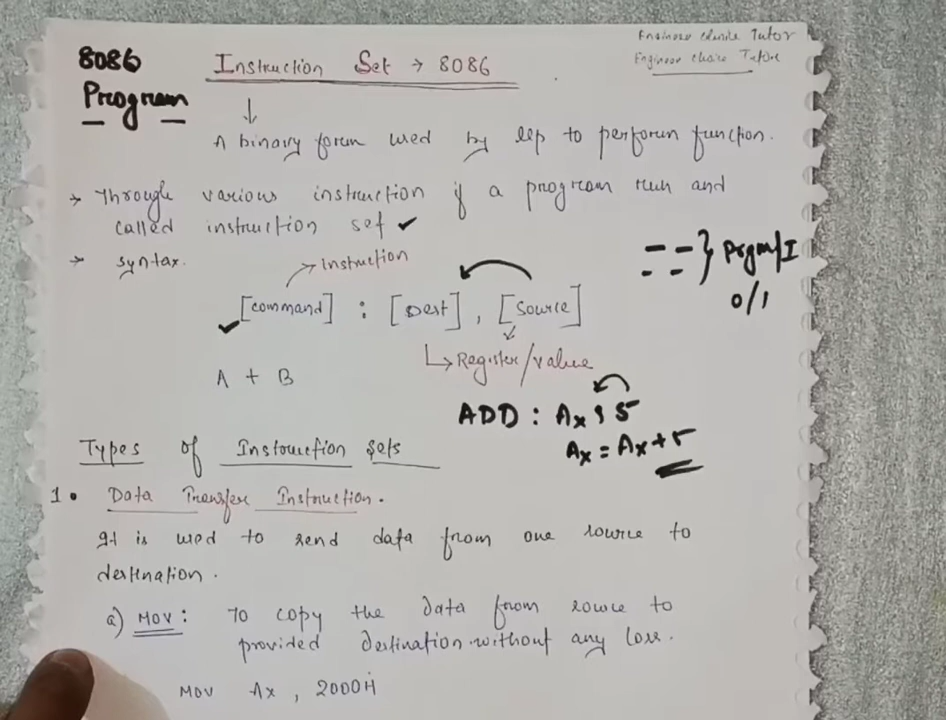 Engineer choice Tutor
Engineer choice Tutor
8086
Program
Instruction Set → 8086
↓
A binary form used by up to perform function.
→ Through various instruction if a program run and
called instruction set ✔
→ syntax.
→ Instruction
[command] : [Dest], [Source]
↳ Register/value
-- -- } Prgm/I
0/1
A + B
ADD : Ax , 5
Ax = Ax + 5
Types of Instruction Sets
1. Data Transfer Instruction.
It is used to send data from one source to
destination.
a) MOV : To copy the data from source to
provided destination without any loss.
MOV Ax , 2000H